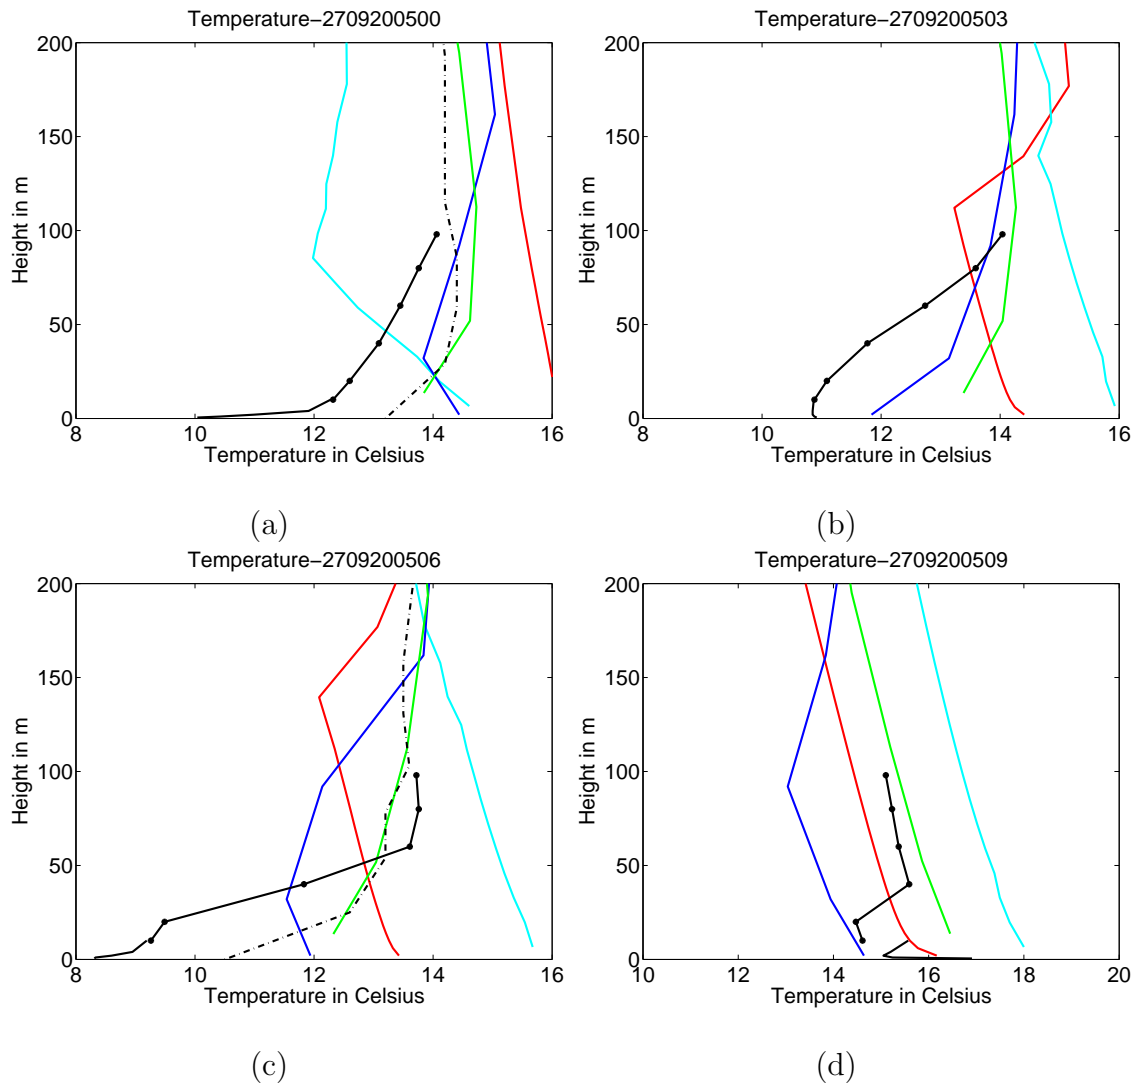 Temperature−2709200500
Temperature−2709200503
200
150
100
50
0
Height in m
8
10
12
14
16
Temperature in Celsius
200
150
100
50
0
Height in m
8
10
12
14
16
Temperature in Celsius
(a)
(b)
Temperature−2709200506
Temperature−2709200509
200
150
100
50
0
Height in m
8
10
12
14
16
Temperature in Celsius
200
150
100
50
0
Height in m
10
12
14
16
18
20
Temperature in Celsius
(c)
(d)